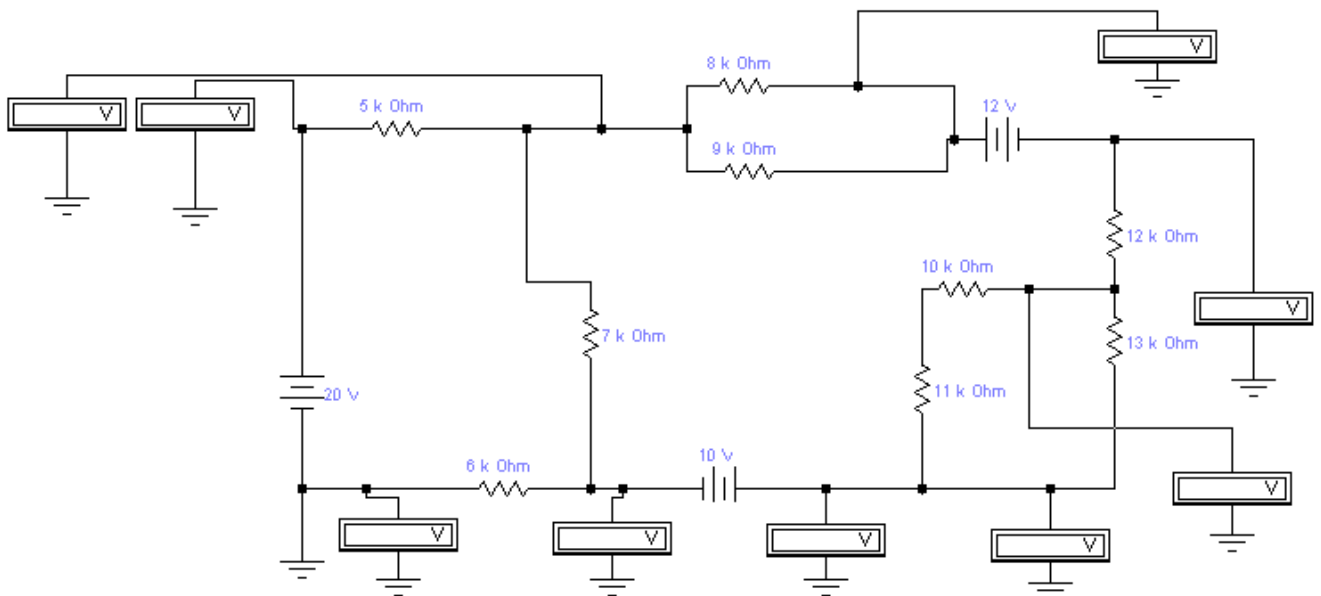 8 k Ohm
V
5 k Ohm
12 V
V
V
9 k Ohm
12 k Ohm
10 k Ohm
V
7 k Ohm
13 k Ohm
20 V
11 k Ohm
6 k Ohm
10 V
V
V
V
V
V